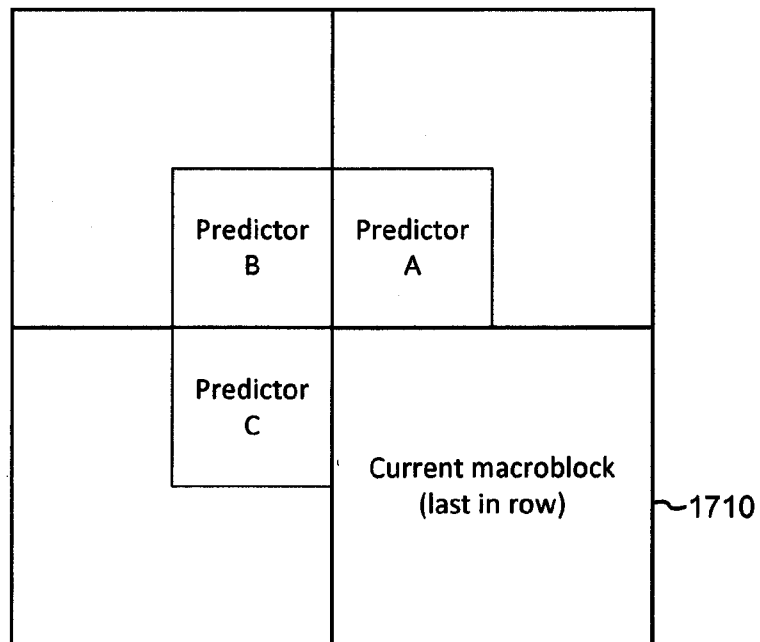 Predictor
B
Predictor
A
Predictor
C
Current macroblock
(last in row)
1710